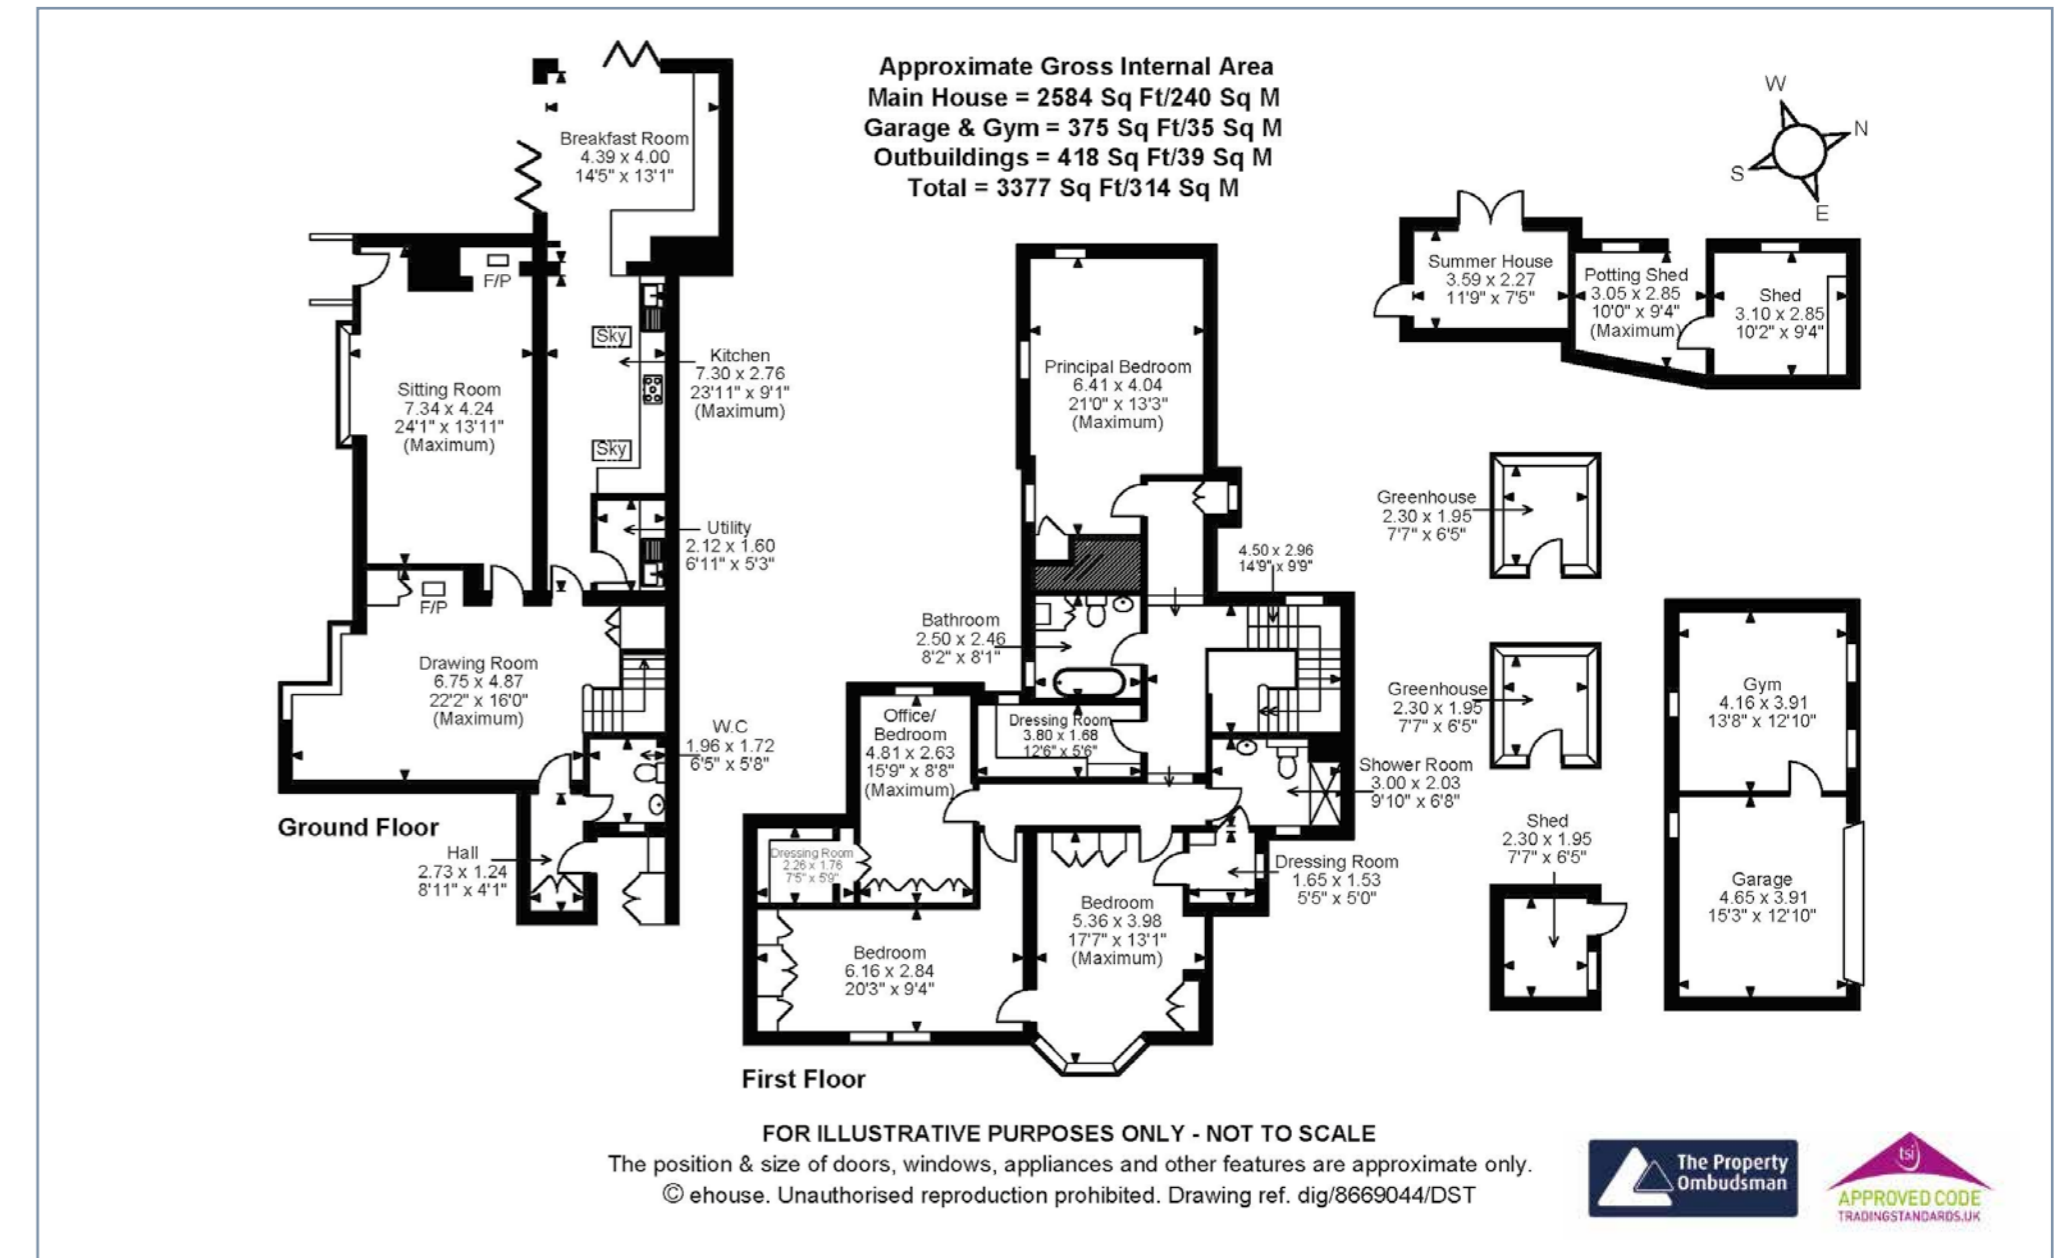 Approximate Gross Internal Area
Main House = 2584 Sq Ft/240 Sq M
Garage & Gym = 375 Sq Ft/35 Sq M
Outbuildings = 418 Sq Ft/39 Sq M
Total = 3377 Sq Ft/314 Sq M
W
N
S
E
Breakfast Room
4.39 x 4.00
14'5" x 13'1"
F/P
Sky
Kitchen
7.30 x 2.76
23'11" x 9'1"
(Maximum)
Sitting Room
7.34 x 4.24
24'1" x 13'11"
(Maximum)
Sky
Utility
2.12 x 1.60
6'11" x 5'3"
F/P
Drawing Room
6.75 x 4.87
22'2" x 16'0"
(Maximum)
W.C
1.96 x 1.72
6'5" x 5'8"
Ground Floor
Hall
2.73 x 1.24
8'11" x 4'1"
Principal Bedroom
6.41 x 4.04
21'0" x 13'3"
(Maximum)
4.50 x 2.96
14'9" x 9'9"
Bathroom
2.50 x 2.46
8'2" x 8'1"
Office/
Bedroom
4.81 x 2.63
15'9" x 8'8"
(Maximum)
Dressing Room
3.80 x 1.68
12'6" x 5'6"
Shower Room
3.00 x 2.03
9'10" x 6'8"
Dressing Room
2.26 x 1.76
7'5" x 5'9"
Dressing Room
1.65 x 1.53
5'5" x 5'0"
Bedroom
5.36 x 3.98
17'7" x 13'1"
(Maximum)
Bedroom
6.16 x 2.84
20'3" x 9'4"
First Floor
Summer House
3.59 x 2.27
11'9" x 7'5"
Potting Shed
3.05 x 2.85
10'0" x 9'4"
(Maximum)
Shed
3.10 x 2.85
10'2" x 9'4"
Greenhouse
2.30 x 1.95
7'7" x 6'5"
Greenhouse
2.30 x 1.95
7'7" x 6'5"
Gym
4.16 x 3.91
13'8" x 12'10"
Shed
2.30 x 1.95
7'7" x 6'5"
Garage
4.65 x 3.91
15'3" x 12'10"
FOR ILLUSTRATIVE PURPOSES ONLY - NOT TO SCALE
The position & size of doors, windows, appliances and other features are approximate only.
© ehouse. Unauthorised reproduction prohibited. Drawing ref. dig/8669044/DST
The Property
Ombudsman
tsi
APPROVED CODE
TRADINGSTANDARDS.UK